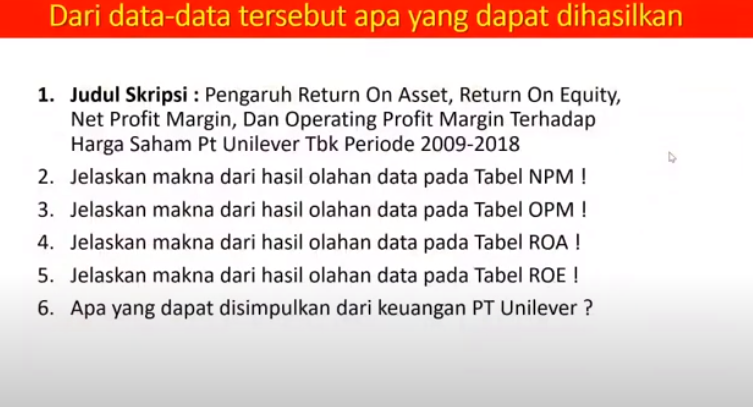 Dari data-data tersebut apa yang dapat dihasilkan
1. Judul Skripsi : Pengaruh Return On Asset, Return On Equity,
Net Profit Margin, Dan Operating Profit Margin Terhadap
Harga Saham Pt Unilever Tbk Periode 2009-2018
2. Jelaskan makna dari hasil olahan data pada Tabel NPM !
3. Jelaskan makna dari hasil olahan data pada Tabel OPM !
4. Jelaskan makna dari hasil olahan data pada Tabel ROA !
5. Jelaskan makna dari hasil olahan data pada Tabel ROE !
6. Apa yang dapat disimpulkan dari keuangan PT Unilever ?